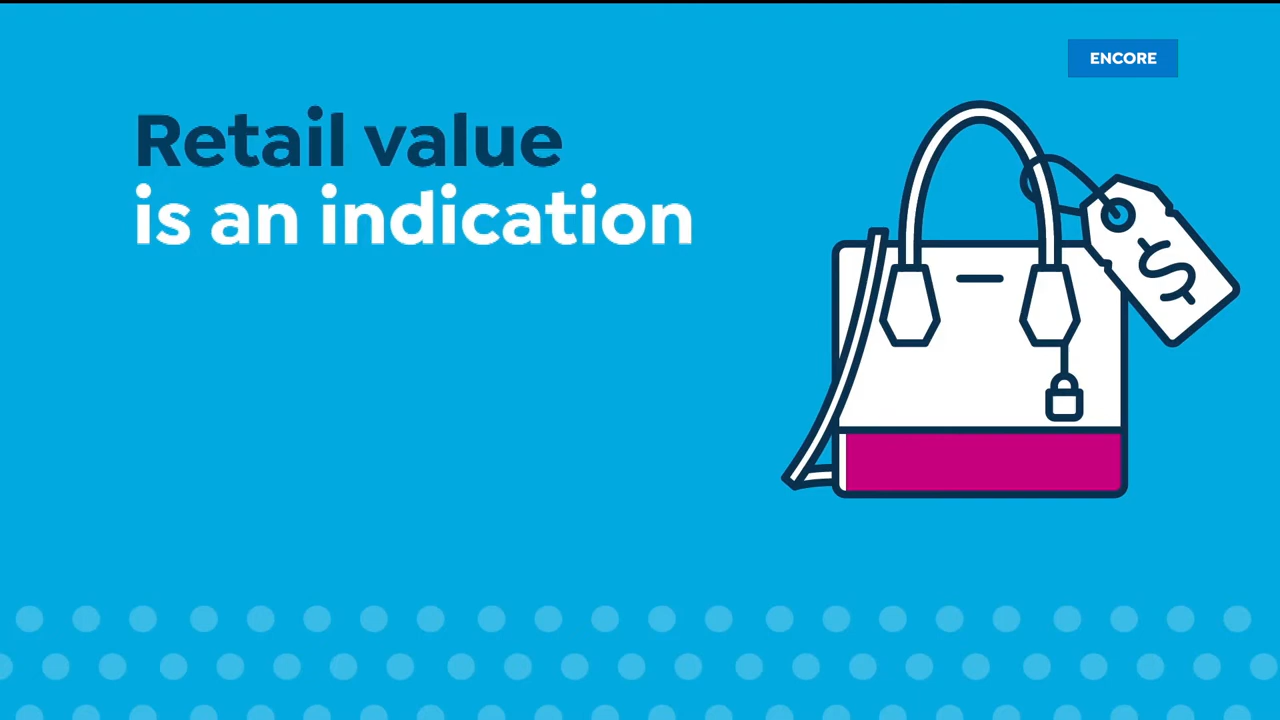 ENCORE
Retail value
is an indication
$